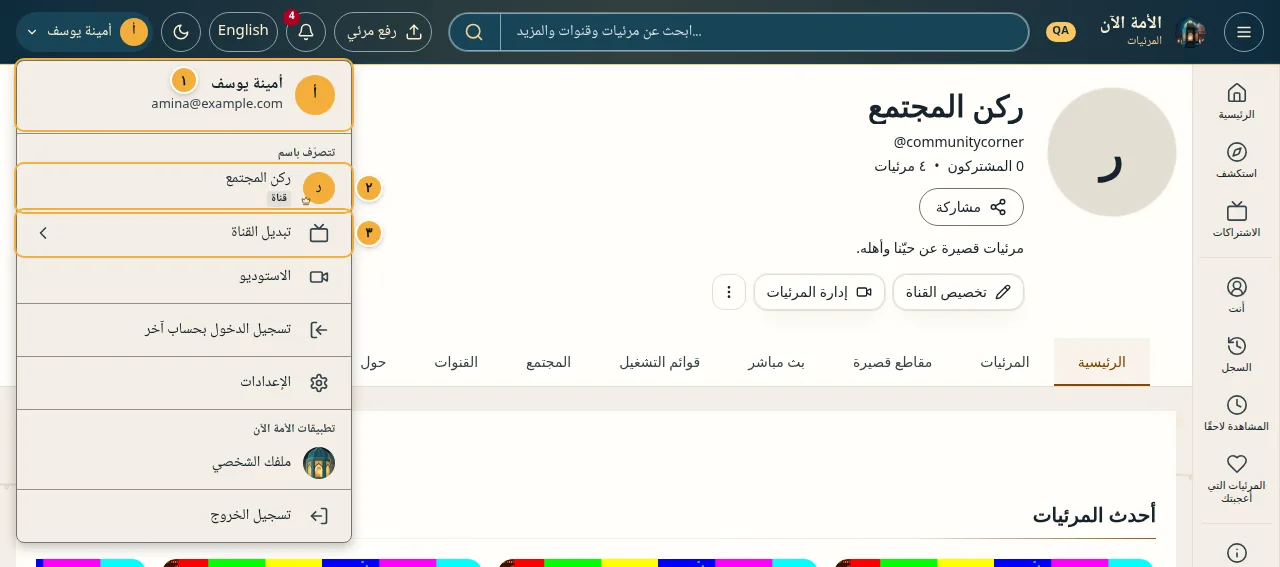 الأمة الآن
المرئيات
QA
ابحث عن مرئيات وقنوات والمزيد...
رفع مرئي
4
English
أ
أمينة يوسف
الرئيسية
استكشف
الاشتراكات
أنت
السجل
المشاهدة لاحقًا
المرئيات التي
أعجبتك
ر
ركن المجتمع
@communitycorner
0 المشتركون • ٤ مرئيات
مشاركة
مرئيات قصيرة عن حيّنا وأهله.
تخصيص القناة
إدارة المرئيات
الرئيسية
المرئيات
مقاطع قصيرة
بث مباشر
قوائم التشغيل
المجتمع
القنوات
حول
أحدث المرئيات
أ
أمينة يوسف
١
amina@example.com
تتصرّف باسم
ر
ركن المجتمع
قناة
٢
تبديل القناة
٣
الاستوديو
تسجيل الدخول بحساب آخر
الإعدادات
تطبيقات الأمة الآن
ملفك الشخصي
تسجيل الخروج